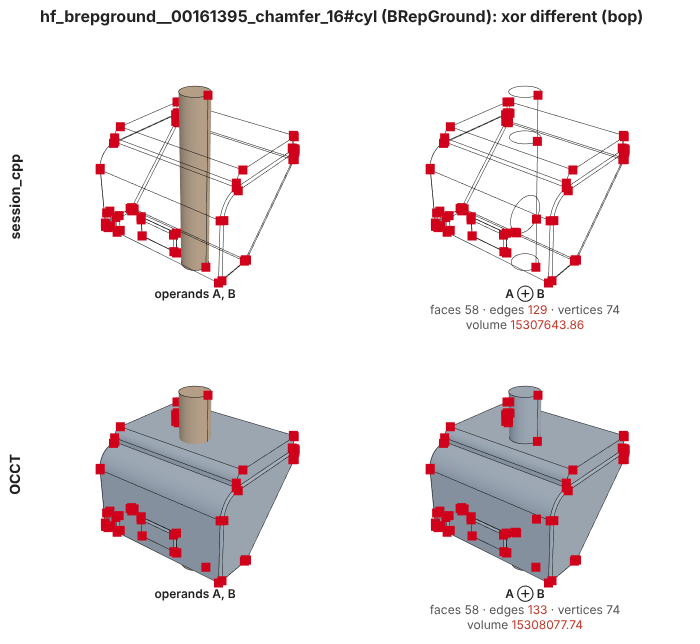 hf_brepground__00161395_chamfer_16#cyl (BRepGround): xor different (bop)
session_cpp
operands A, B
A ⊕ B
faces 58 · edges 129 · vertices 74
volume 15307643.86
OCCT
operands A, B
A ⊕ B
faces 58 · edges 133 · vertices 74
volume 15308077.74